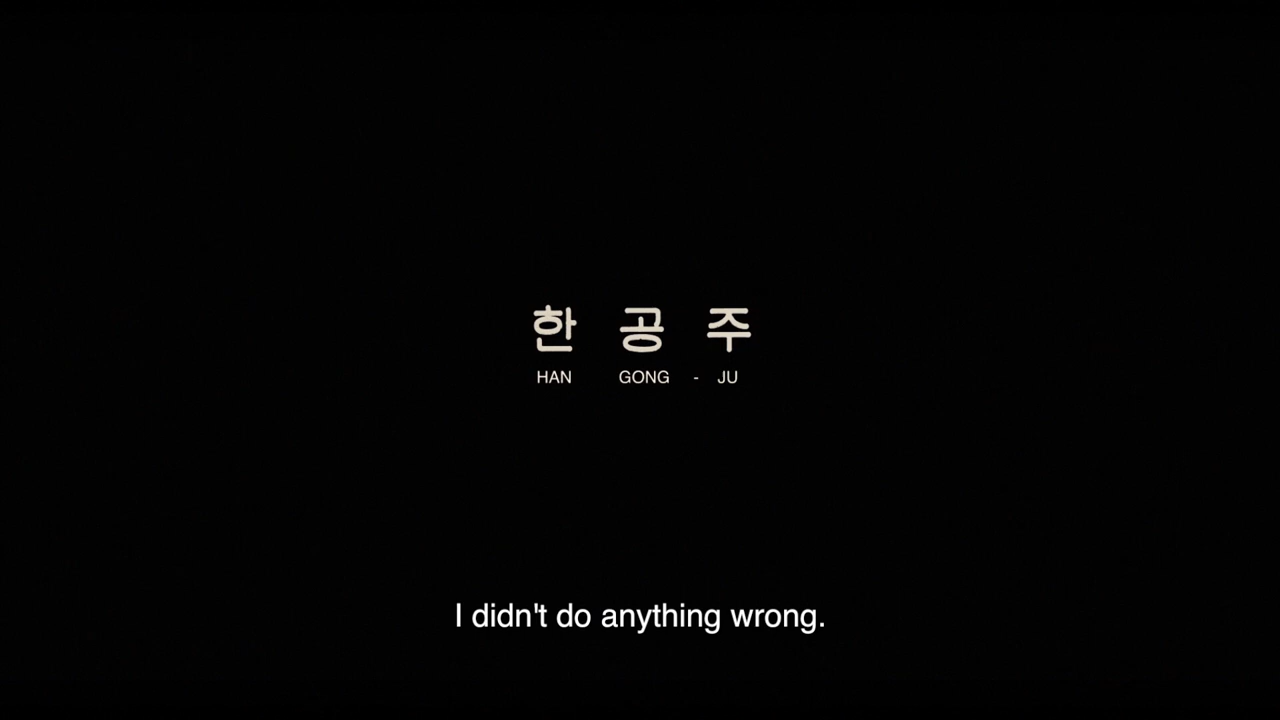 한 공 주
HAN GONG - JU
I didn't do anything wrong.